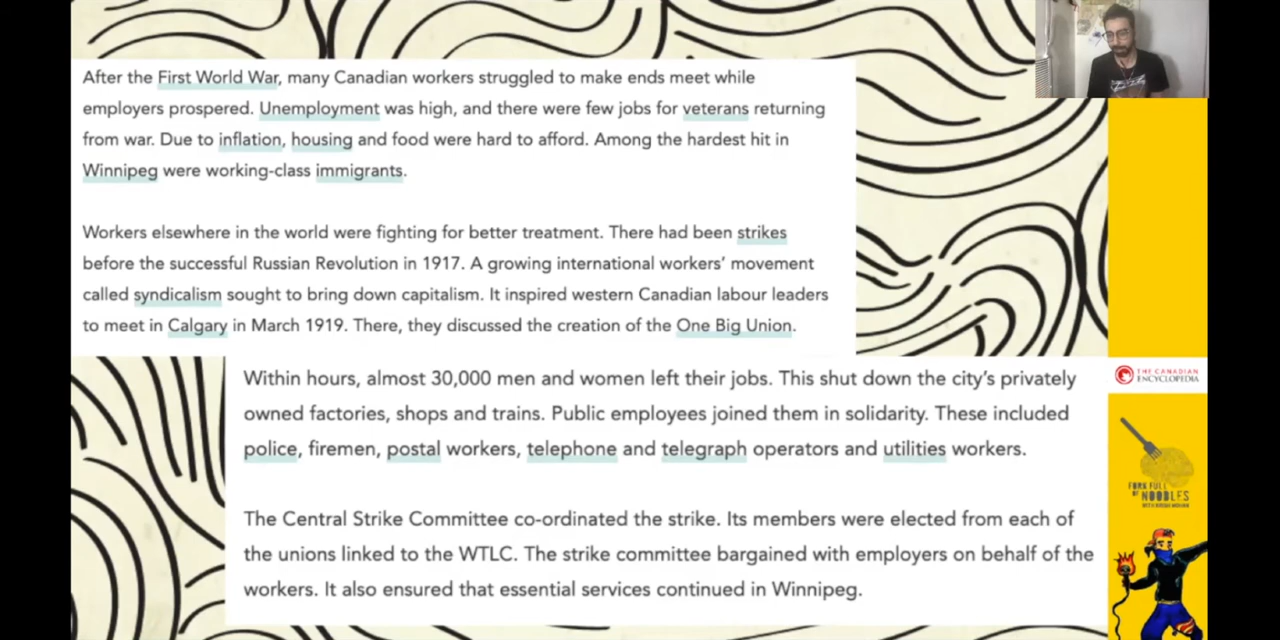 After the First World War, many Canadian workers struggled to make ends meet while
employers prospered. Unemployment was high, and there were few jobs for veterans returning
from war. Due to inflation, housing and food were hard to afford. Among the hardest hit in
Winnipeg were working-class immigrants.
Workers elsewhere in the world were fighting for better treatment. There had been strikes
before the successful Russian Revolution in 1917. A growing international workers' movement
called syndicalism sought to bring down capitalism. It inspired western Canadian labour leaders
to meet in Calgary in March 1919. There, they discussed the creation of the One Big Union.
Within hours, almost 30,000 men and women left their jobs. This shut down the city's privately
owned factories, shops and trains. Public employees joined them in solidarity. These included
police, firemen, postal workers, telephone and telegraph operators and utilities workers.
The Central Strike Committee co-ordinated the strike. Its members were elected from each of
the unions linked to the WTLC. The strike committee bargained with employers on behalf of the
workers. It also ensured that essential services continued in Winnipeg.
THE CANADIAN
ENCYCLOPEDIA
FORK FULL
OF NOODLES